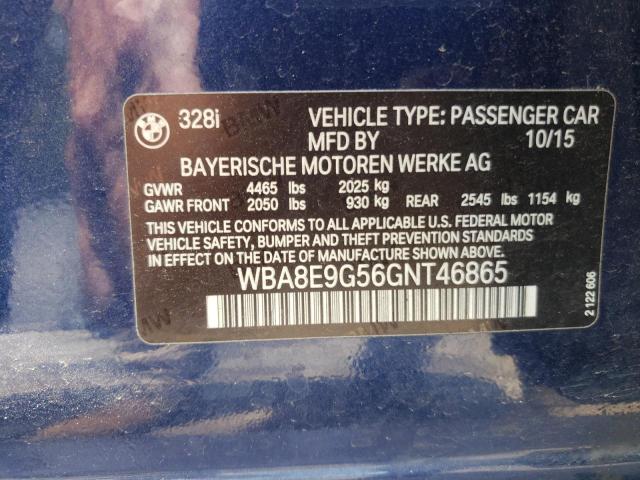 328i VEHICLE TYPE: PASSENGER CAR
MFD BY 10/15
BAYERISCHE MOTOREN WERKE AG
GVWR 4465 lbs 2025 kg
GAWR FRONT 2050 lbs 930 kg REAR 2545 lbs 1154 kg
THIS VEHICLE CONFORMS TO ALL APPLICABLE U.S. FEDERAL MOTOR
VEHICLE SAFETY, BUMPER AND THEFT PREVENTION STANDARDS
IN EFFECT ON THE DATE OF MANUFACTURE SHOWN ABOVE.
WBA8E9G56GNT46865
2 122 606